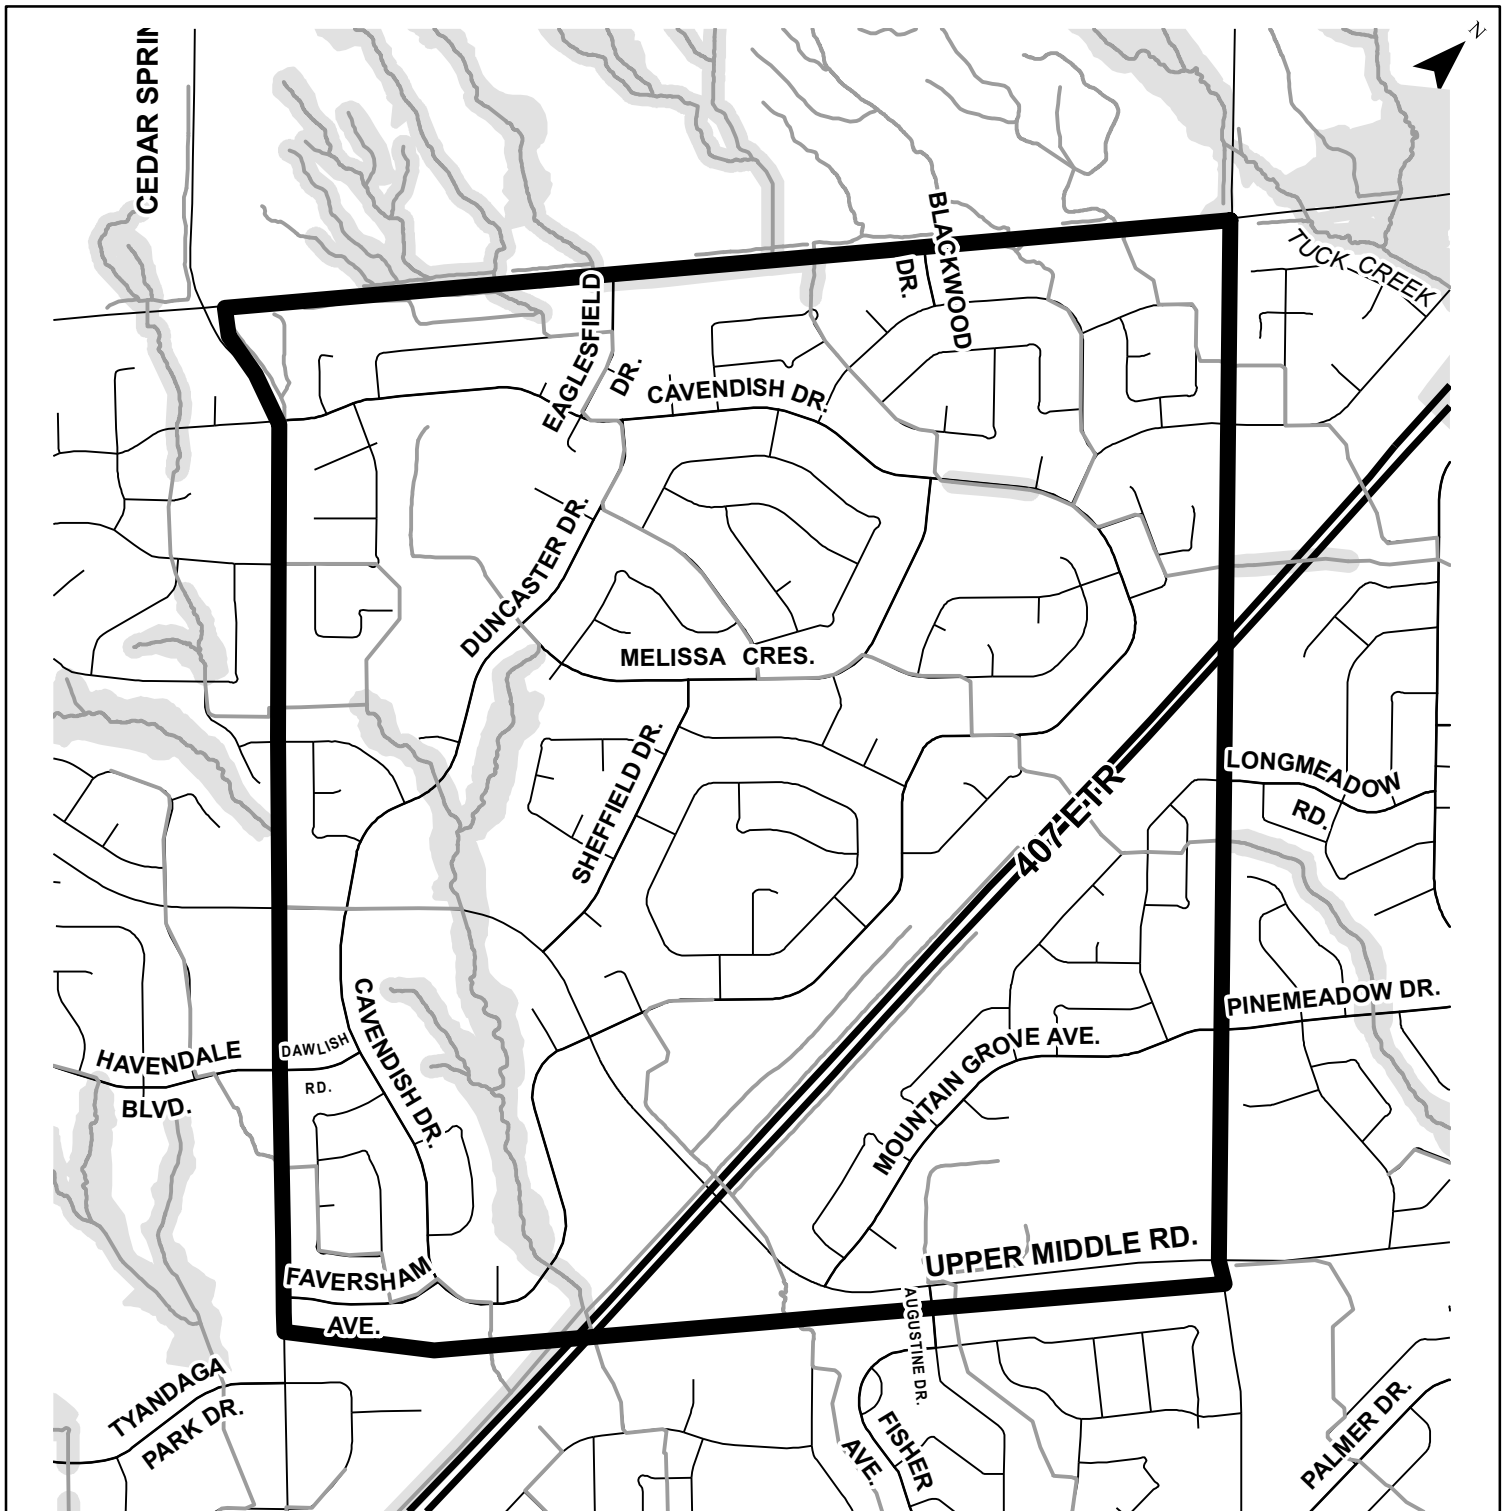 N
CEDAR SPRIN
TUCK CREEK
BLACKWOOD
DR.
EAGLESFIELD
DR.
CAVENDISH DR.
DUNCASTER DR.
MELISSA CRES.
SHEFFIELD DR.
LONGMEADOW
RD.
407-ETR
PINEMEADOW DR.
MOUNTAIN GROVE AVE.
HAVENDALE
BLVD.
DAWLISH
RD.
CAVENDISH DR.
UPPER MIDDLE RD.
FAVERSHAM
AVE.
AUGUSTINE DR.
TYANDAGA
PARK DR.
FISHER
AVE.
PALMER DR.